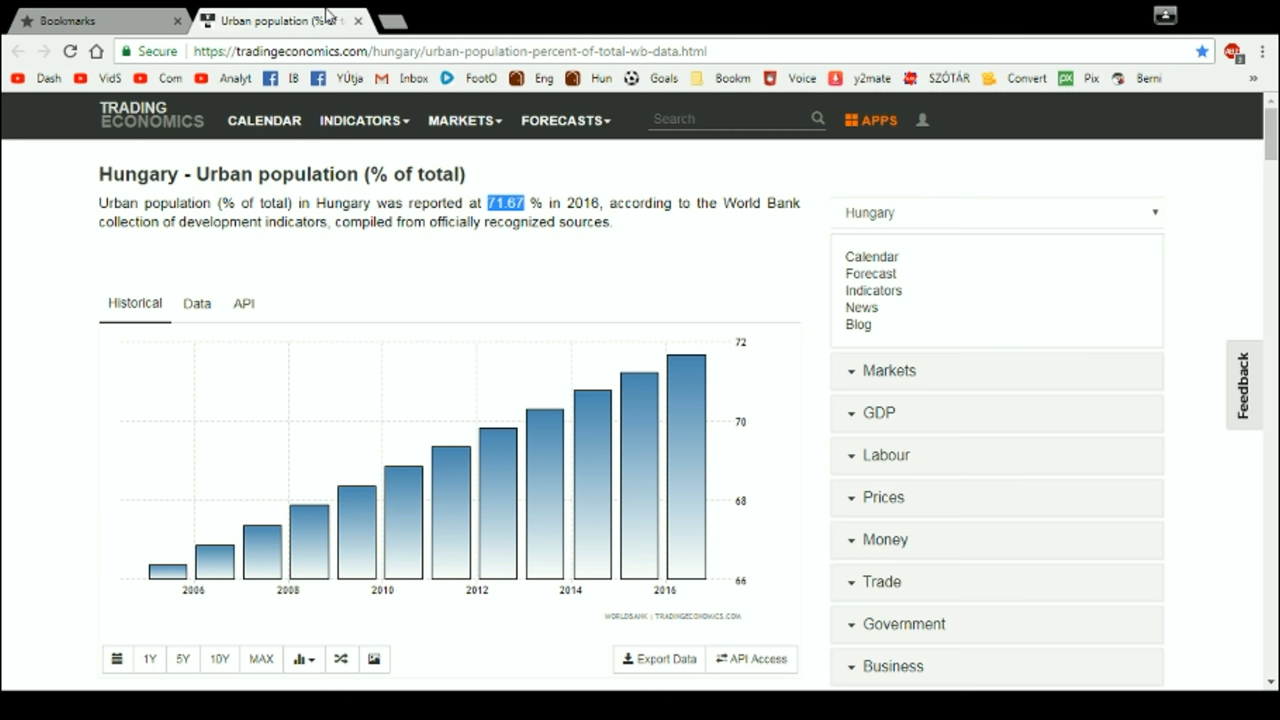 Bookmarks
Urban population (% of t
Secure https://tradingeconomics.com/hungary/urban-population-percent-of-total-wb-data.html
Dash VidS Com Analyt IB YÚtja Inbox FootO Eng Hun Goals Bookm Voice y2mate SZÓTÁR Convert Pix Berni »
TRADING
ECONOMICS
CALENDAR INDICATORS MARKETS FORECASTS Search APPS
Hungary - Urban population (% of total)
Urban population (% of total) in Hungary was reported at 71.67 % in 2016, according to the World Bank
collection of development indicators, compiled from officially recognized sources.
Historical Data API
72
70
68
66
2006 2008 2010 2012 2014 2016
WORLDBANK | TRADINGECONOMICS.COM
1Y 5Y 10Y MAX Export Data API Access
Hungary
Calendar
Forecast
Indicators
News
Blog
Markets
GDP
Labour
Prices
Money
Trade
Government
Business
Feedback